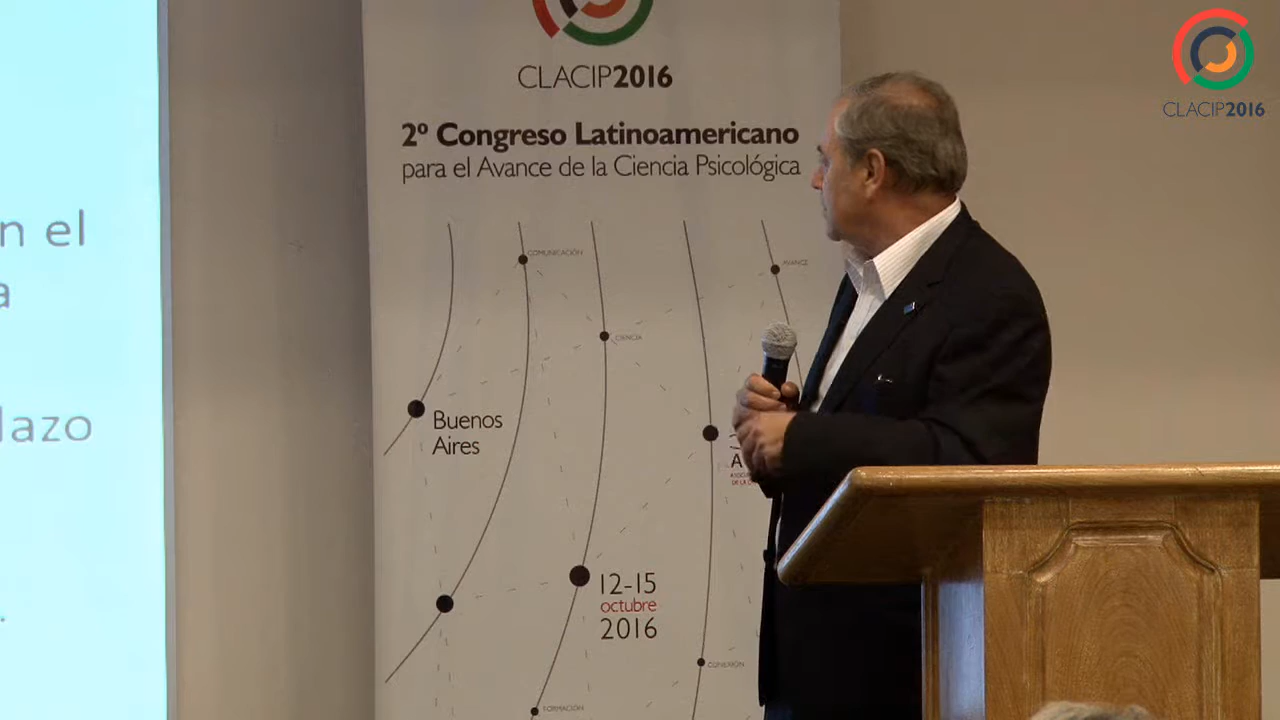 n el
a
lazo
.
CLACIP2016
2º Congreso Latinoamericano
para el Avance de la Ciencia Psicológica
COMUNICACIÓN
AVANCE
CIENCIA
Buenos
Aires
A
12-15
octubre
2016
CONEXIÓN
FORMACIÓN
CLACIP2016